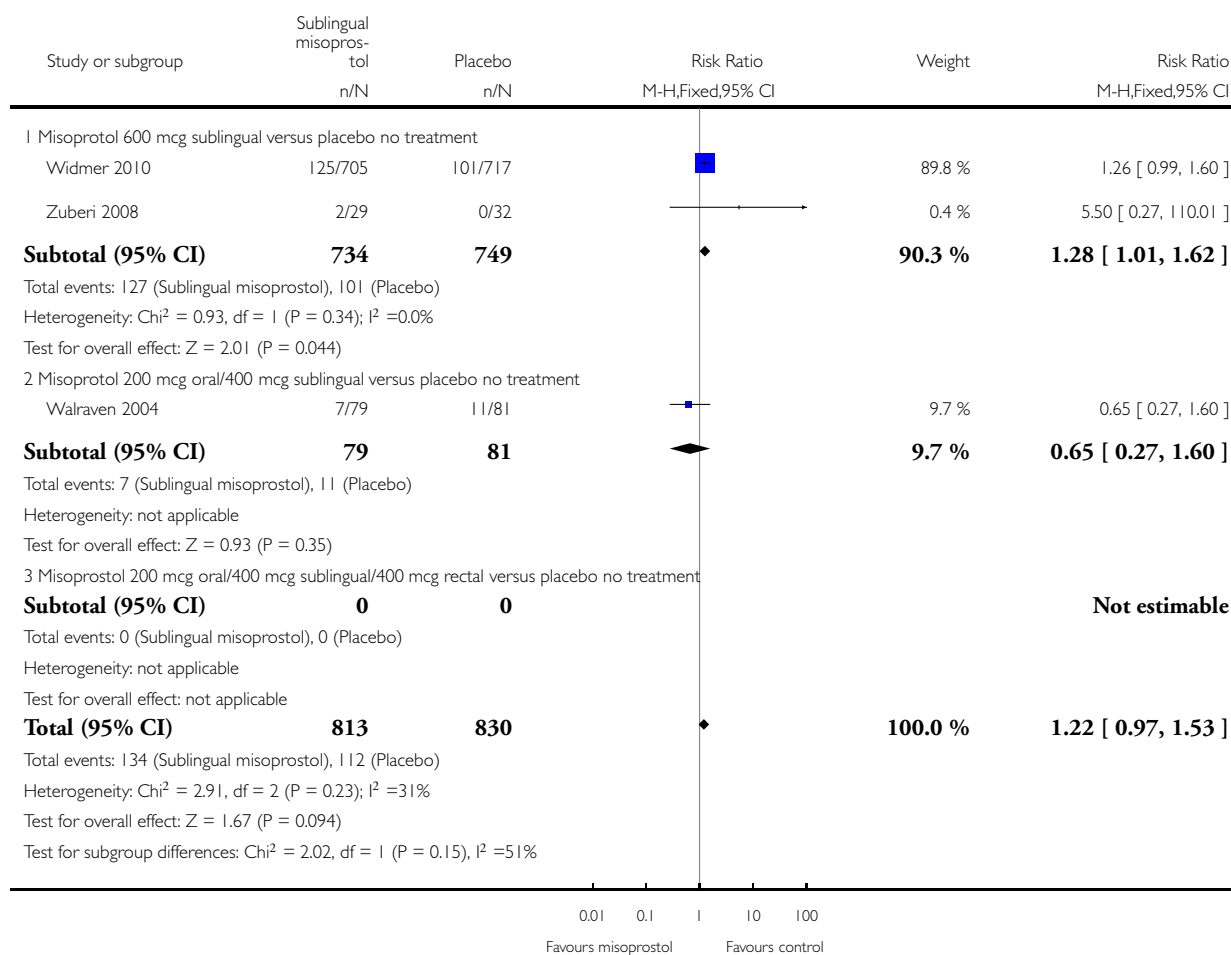 Study or subgroup Sublingual misopros- tol Placebo Risk Ratio Weight Risk Ratio
n/N n/N M-H,Fixed,95% CI M-H,Fixed,95% CI
1 Misoprotol 600 mcg sublingual versus placebo no treatment
Widmer 2010 125/705 101/717 89.8 % 1.26 [ 0.99, 1.60 ]
Zuberi 2008 2/29 0/32 0.4 % 5.50 [ 0.27, 110.01 ]
Subtotal (95% CI) 734 749 90.3 % 1.28 [ 1.01, 1.62 ]
Total events: 127 (Sublingual misoprostol), 101 (Placebo)
Heterogeneity: Chi² = 0.93, df = 1 (P = 0.34); I² =0.0%
Test for overall effect: Z = 2.01 (P = 0.044)
2 Misoprotol 200 mcg oral/400 mcg sublingual versus placebo no treatment
Walraven 2004 7/79 11/81 9.7 % 0.65 [ 0.27, 1.60 ]
Subtotal (95% CI) 79 81 9.7 % 0.65 [ 0.27, 1.60 ]
Total events: 7 (Sublingual misoprostol), 11 (Placebo)
Heterogeneity: not applicable
Test for overall effect: Z = 0.93 (P = 0.35)
3 Misoprostol 200 mcg oral/400 mcg sublingual/400 mcg rectal versus placebo no treatment
Subtotal (95% CI) 0 0 Not estimable
Total events: 0 (Sublingual misoprostol), 0 (Placebo)
Heterogeneity: not applicable
Test for overall effect: not applicable
Total (95% CI) 813 830 100.0 % 1.22 [ 0.97, 1.53 ]
Total events: 134 (Sublingual misoprostol), 112 (Placebo)
Heterogeneity: Chi² = 2.91, df = 2 (P = 0.23); I² =31%
Test for overall effect: Z = 1.67 (P = 0.094)
Test for subgroup differences: Chi² = 2.02, df = 1 (P = 0.15), I² =51%
0.01 0.1 1 10 100
Favours misoprostol Favours control